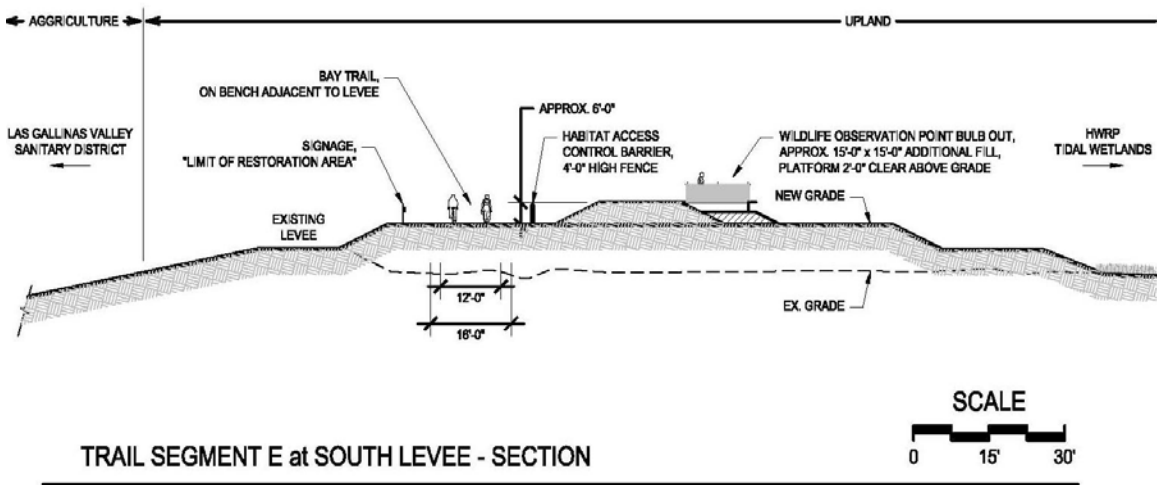 AGGRICULTURE
UPLAND
BAY TRAIL,
ON BENCH ADJACENT TO LEVEE
APPROX. 6'-0"
LAS GALLINAS VALLEY
SANITARY DISTRICT
SIGNAGE,
"LIMIT OF RESTORATION AREA"
HABITAT ACCESS
CONTROL BARRIER,
4'-0" HIGH FENCE
WILDLIFE OBSERVATION POINT BULB OUT,
APPROX. 15'-0" x 15'-0" ADDITIONAL FILL,
PLATFORM 2'-0" CLEAR ABOVE GRADE
HWRP
TIDAL WETLANDS
NEW GRADE
EXISTING
LEVEE
12'-0"
16'-0"
EX. GRADE
SCALE
0 15' 30'
TRAIL SEGMENT E at SOUTH LEVEE - SECTION